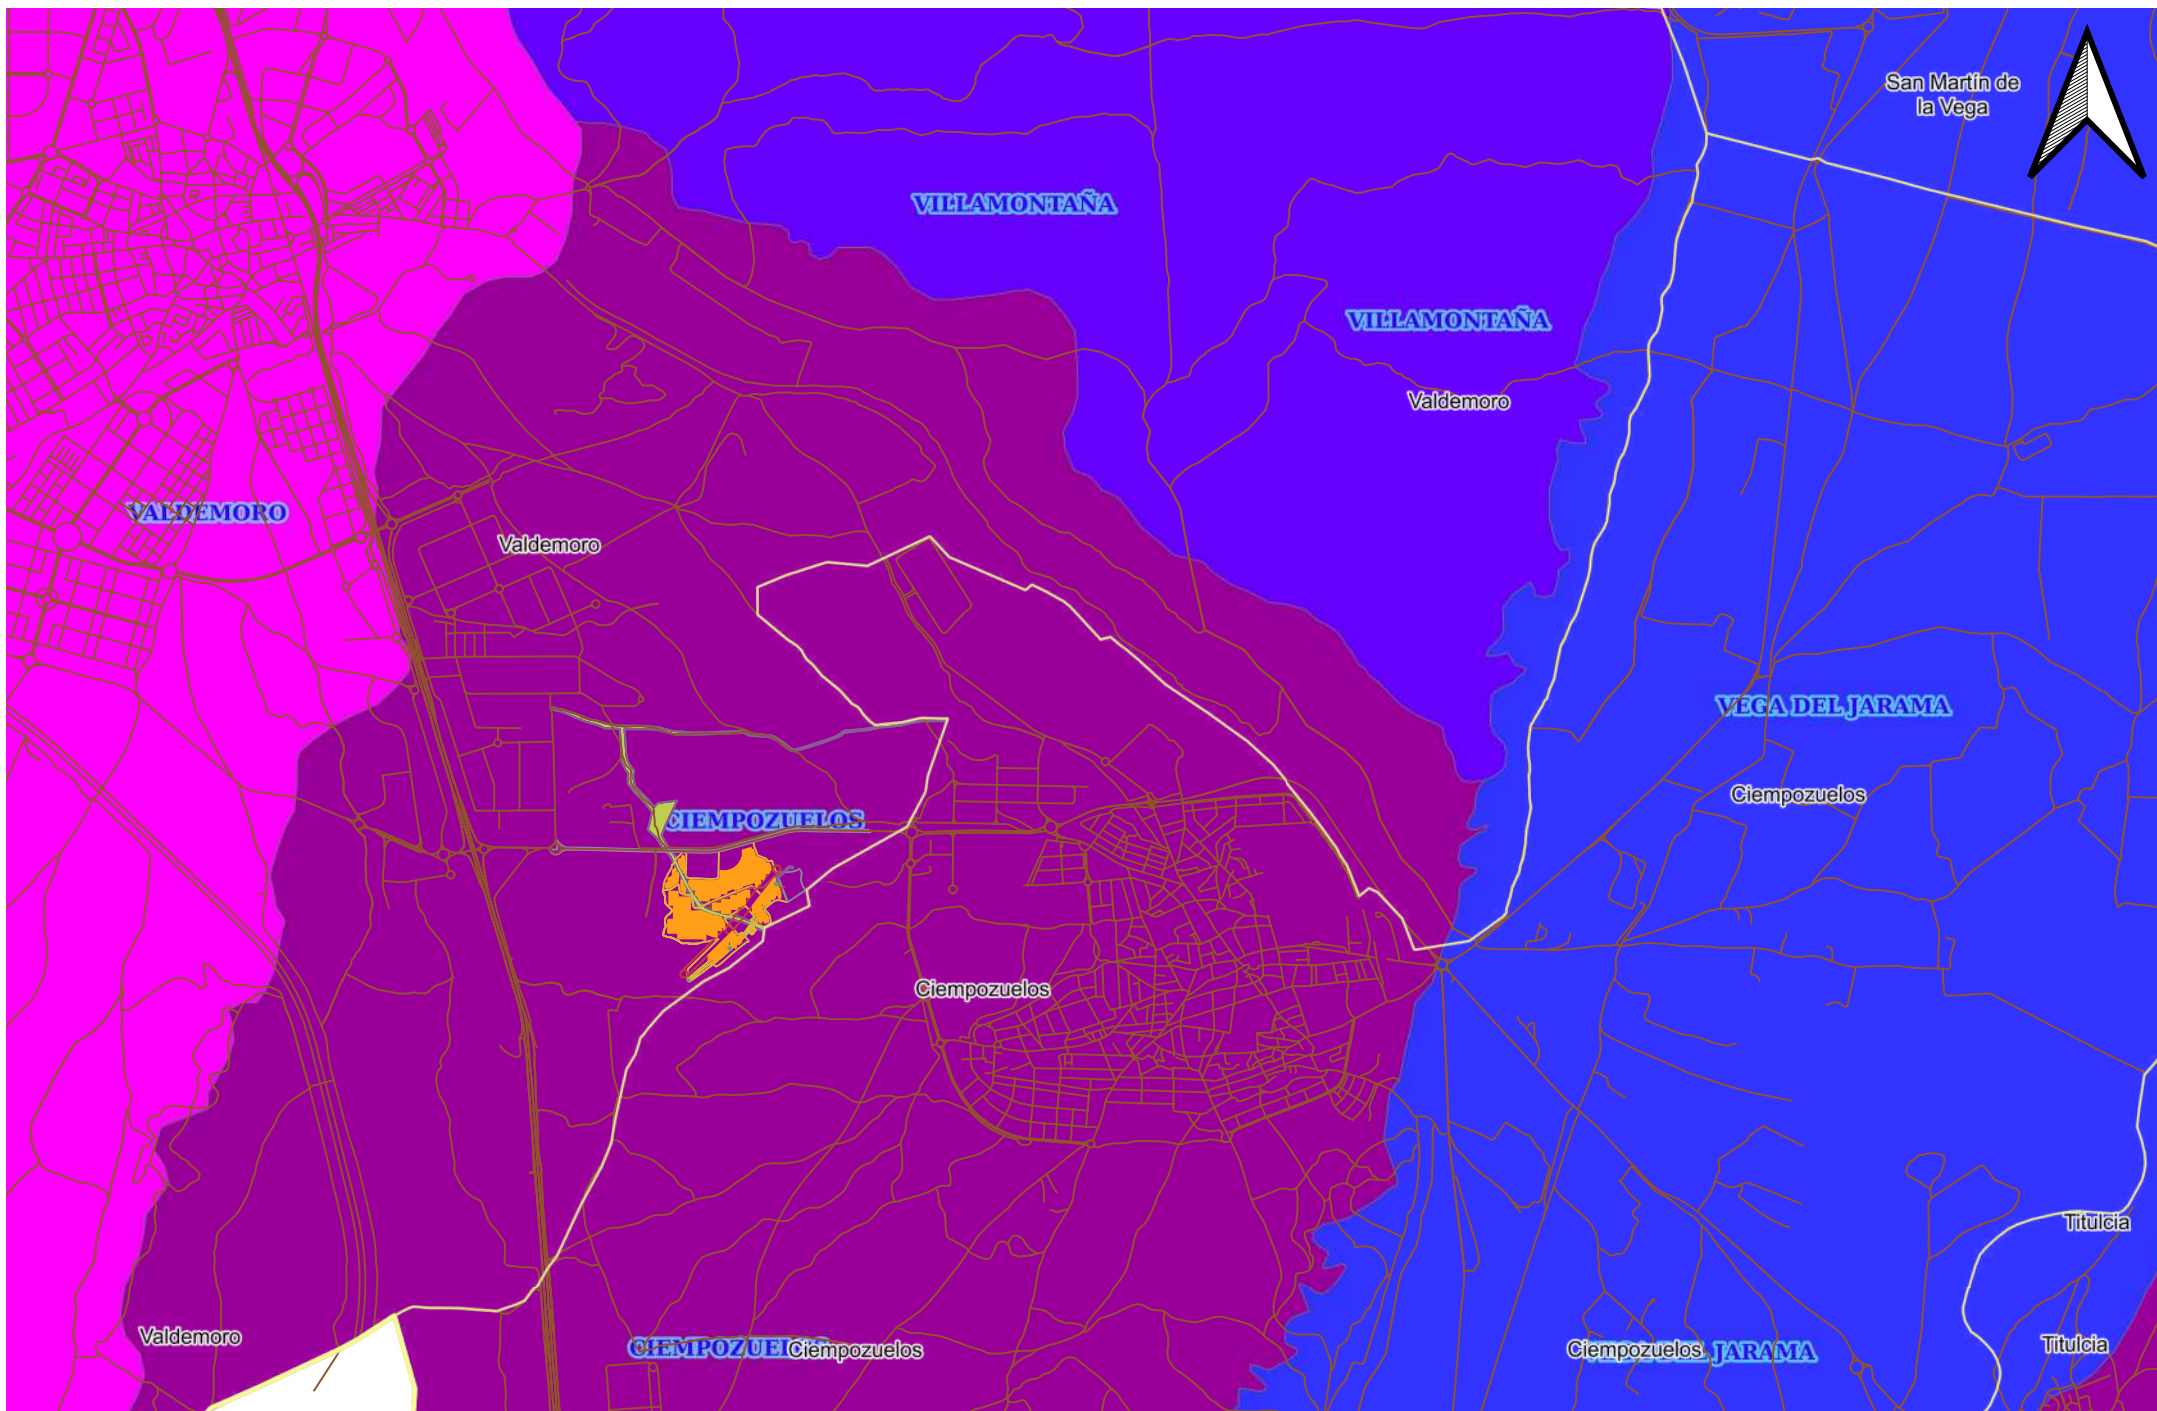 San Martín de
la Vega
VILLAMONTAÑA
VILLAMONTAÑA
Valdemoro
VALDEMORO
Valdemoro
VEGA DEL JARAMA
Ciempozuelos
CIEMPOZUELOS
Ciempozuelos
Titulcia
Valdemoro
Ciempozuelos
Ciempozuelos
JARAMA
Titulcia